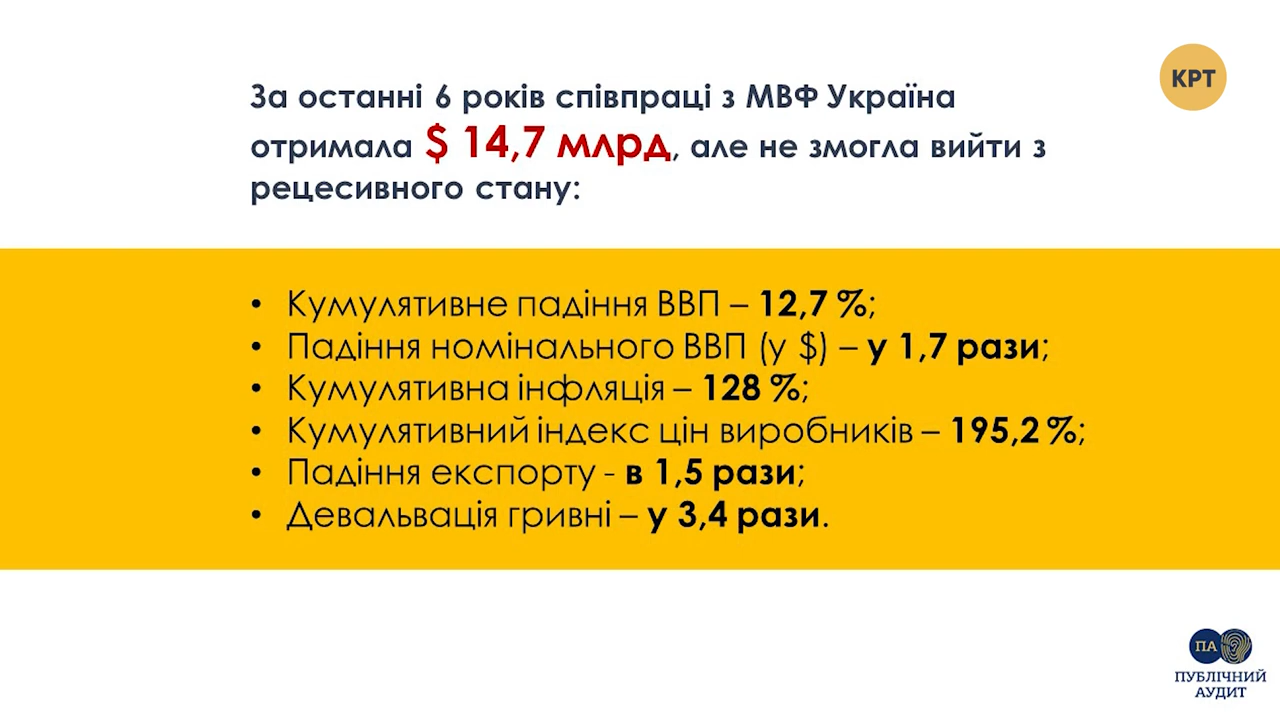 КРТ
За останні 6 років співпраці з МВФ Україна
отримала $ 14,7 млрд, але не змогла вийти з
рецесивного стану:
• Кумулятивне падіння ВВП – 12,7 %;
• Падіння номінального ВВП (у $) – у 1,7 рази;
• Кумулятивна інфляція – 128 %;
• Кумулятивний індекс цін виробників – 195,2 %;
• Падіння експорту - в 1,5 рази;
• Девальвація гривні – у 3,4 рази.
ПА
ПУБЛІЧНИЙ
АУДИТ